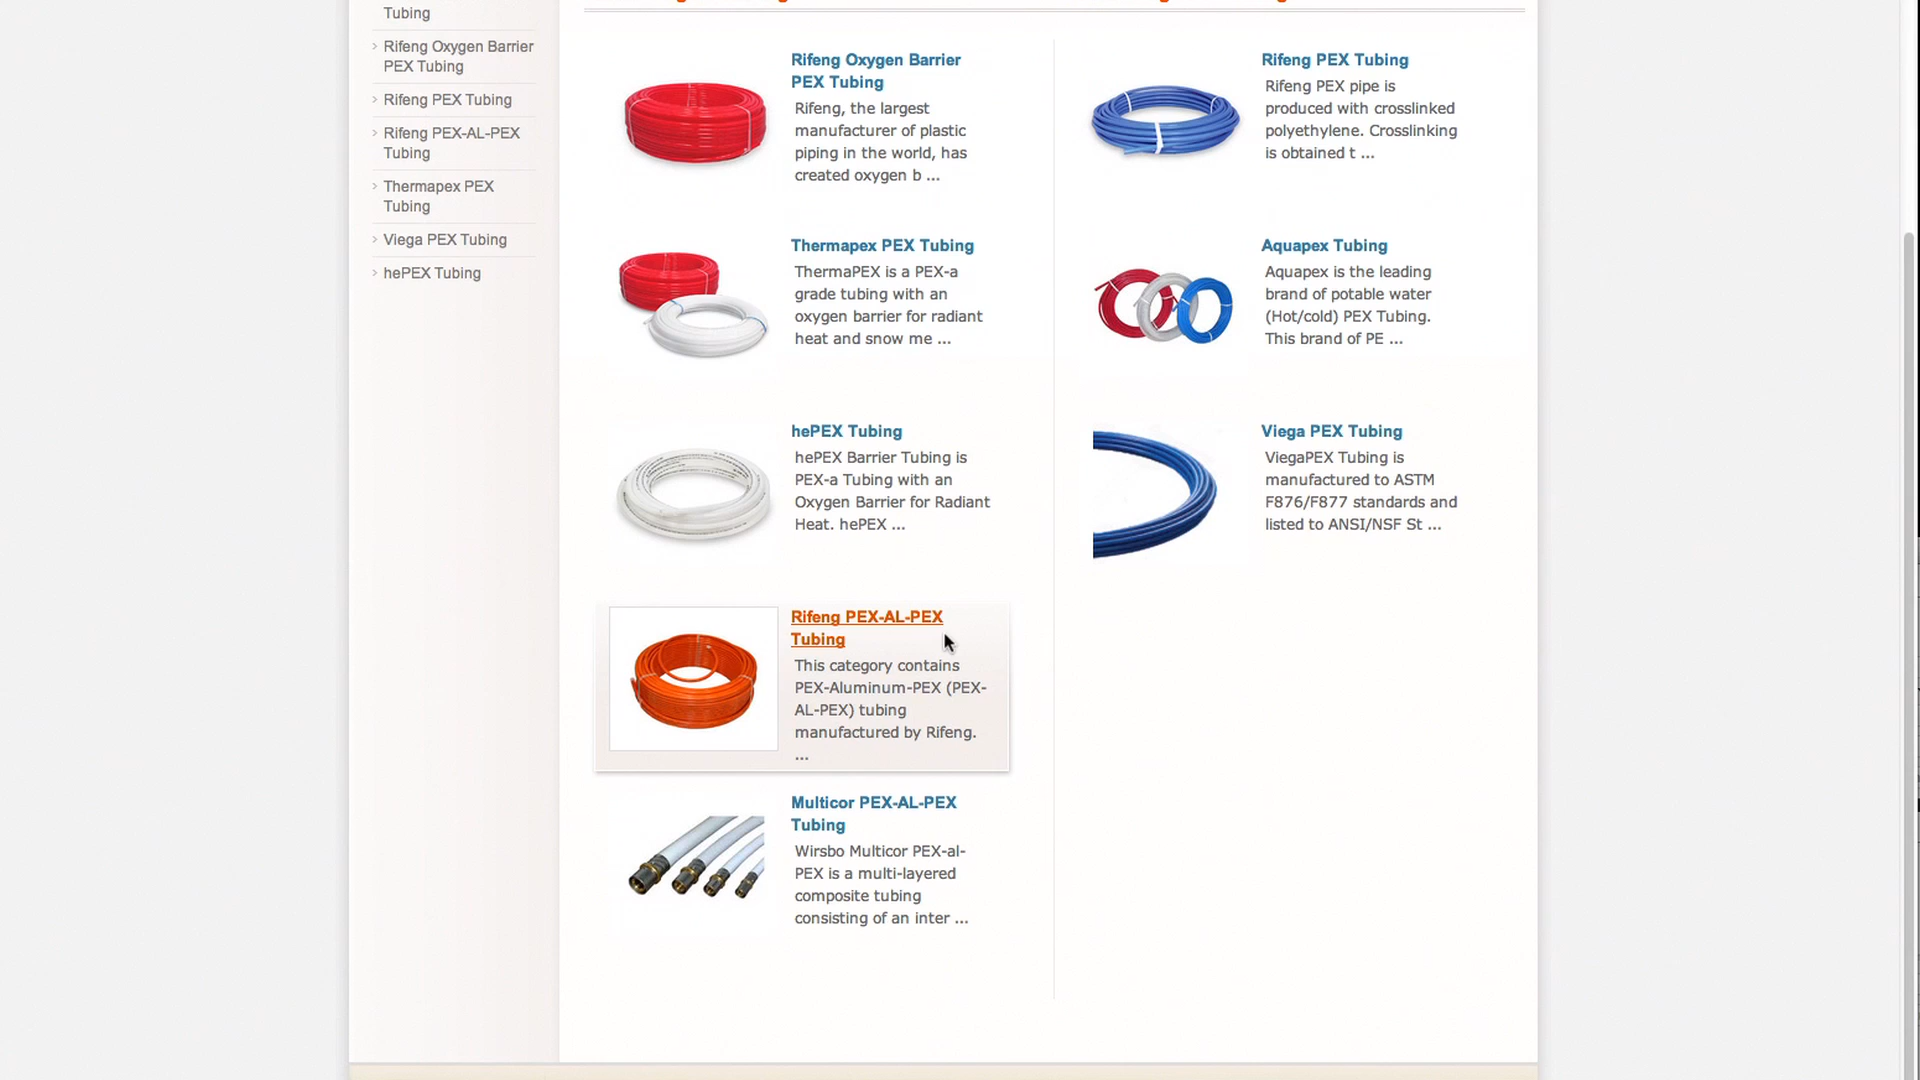 Tubing
Rifeng Oxygen Barrier
PEX Tubing
Rifeng PEX Tubing
Rifeng PEX-AL-PEX
Tubing
Thermapex PEX
Tubing
Viega PEX Tubing
hePEX Tubing
Rifeng Oxygen Barrier
PEX Tubing
Rifeng, the largest
manufacturer of plastic
piping in the world, has
created oxygen b ...
Rifeng PEX Tubing
Rifeng PEX pipe is
produced with crosslinked
polyethylene. Crosslinking
is obtained t ...
Thermapex PEX Tubing
ThermaPEX is a PEX-a
grade tubing with an
oxygen barrier for radiant
heat and snow me ...
Aquapex Tubing
Aquapex is the leading
brand of potable water
(Hot/cold) PEX Tubing.
This brand of PE ...
hePEX Tubing
hePEX Barrier Tubing is
PEX-a Tubing with an
Oxygen Barrier for Radiant
Heat. hePEX ...
Viega PEX Tubing
ViegaPEX Tubing is
manufactured to ASTM
F876/F877 standards and
listed to ANSI/NSF St ...
Rifeng PEX-AL-PEX
Tubing
This category contains
PEX-Aluminum-PEX (PEX-
AL-PEX) tubing
manufactured by Rifeng.
...
Multicor PEX-AL-PEX
Tubing
Wirsbo Multicor PEX-al-
PEX is a multi-layered
composite tubing
consisting of an inter ...